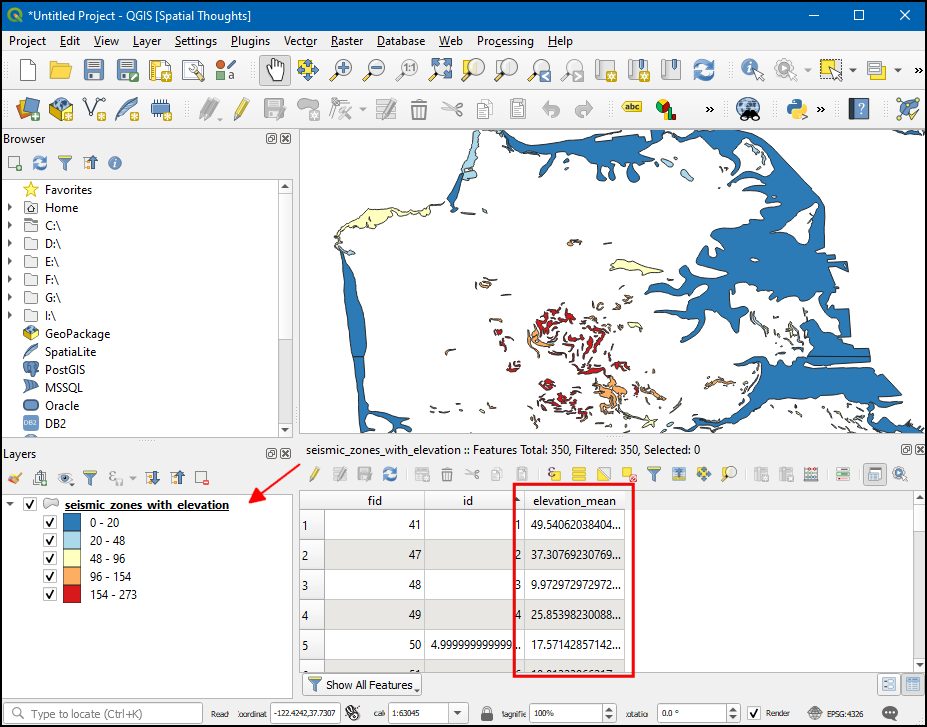 *Untitled Project - QGIS [Spatial Thoughts]
Project Edit View Layer Settings Plugins Vector Raster Database Web Processing Help
1:1
a
»
abc
» » ?
Browser
Favorites
Home
C:\
D:\
E:\
F:\
G:\
I:\
GeoPackage
SpatiaLite
PostGIS
MSSQL
Oracle
DB2 DB2
Layers
seismic_zones_with_elevation
0 - 20
20 - 48
48 - 96
96 - 154
154 - 273
seismic_zones_with_elevation :: Features Total: 350, Filtered: 350, Selected: 0
fid id elevation_mean
1 41 1 49.54062038404...
2 47 2 37.30769230769...
3 48 3 9.972972972972...
4 49 4 25.85398230088...
5 50 4.999999999999... 17.57142857142...
Show All Features
Type to locate (Ctrl+K) Read oordinat -122.4242,37.7307 cal 1:63045 lagnifie 100% otatio 0.0 ° Render EPSG:4326